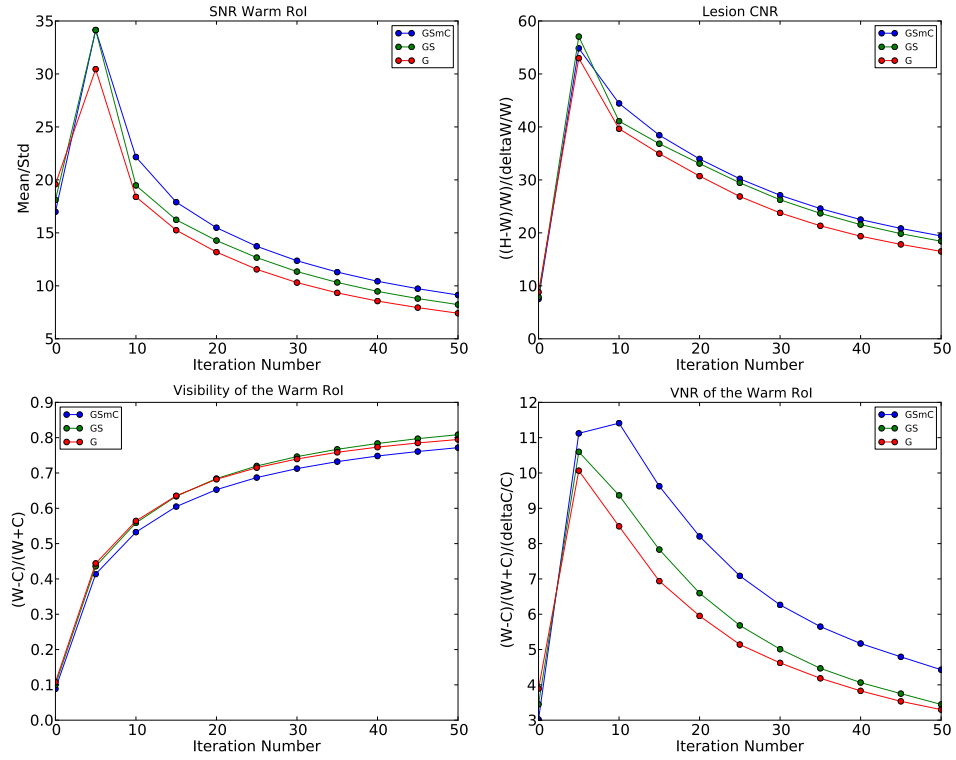 SNR Warm RoI
35
30
25
20
15
10
5
Mean/Std
GSmC
GS
G
0 10 20 30 40 50
Iteration Number
Lesion CNR
60
50
40
30
20
10
0
((H-W)/W)/(deltaW/W)
GSmC
GS
G
0 10 20 30 40 50
Iteration Number
Visibility of the Warm RoI
0.9
0.8
0.7
0.6
0.5
0.4
0.3
0.2
0.1
0.0
(W-C)/(W+C)
GSmC
GS
G
0 10 20 30 40 50
Iteration Number
VNR of the Warm RoI
12
11
10
9
8
7
6
5
4
3
(W-C)/(W+C)/(deltaC/C)
GSmC
GS
G
0 10 20 30 40 50
Iteration Number